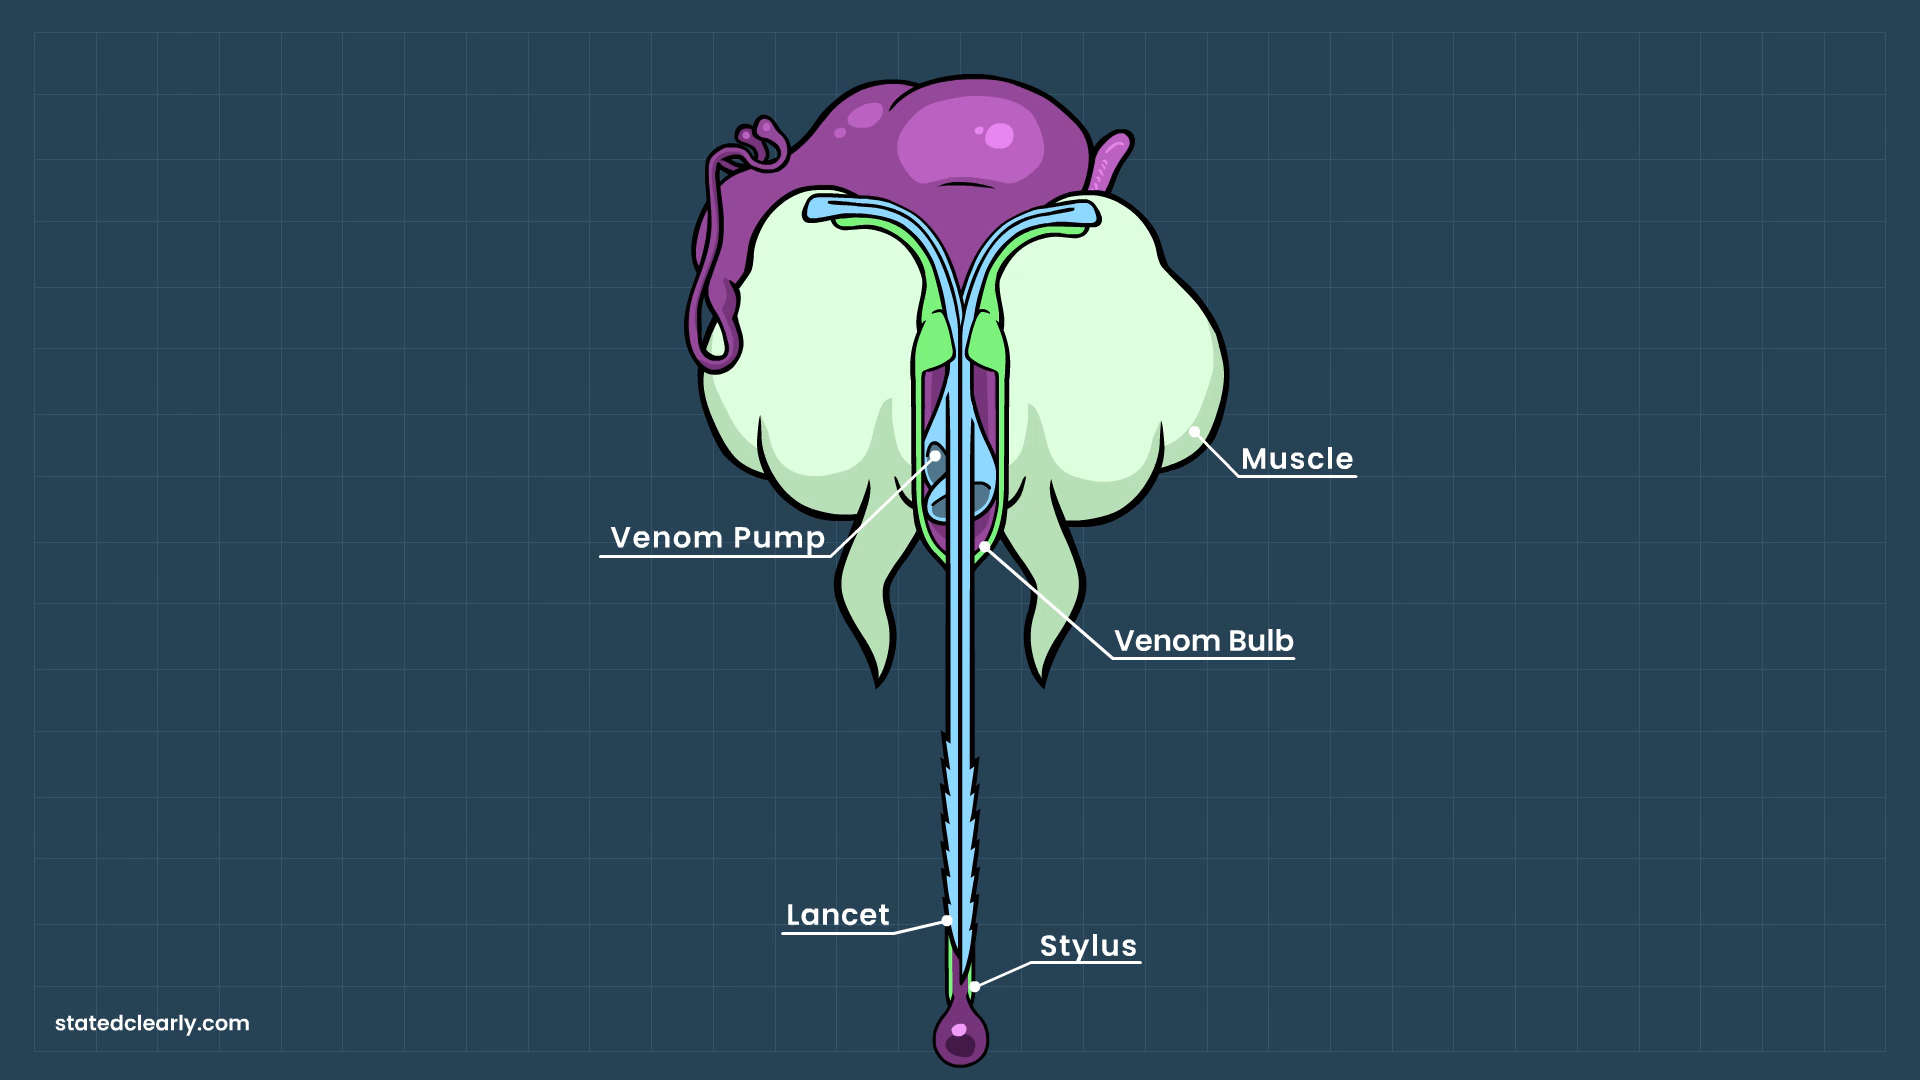 Muscle
Venom Pump
Venom Bulb
Lancet
Stylus
statedclearly.com